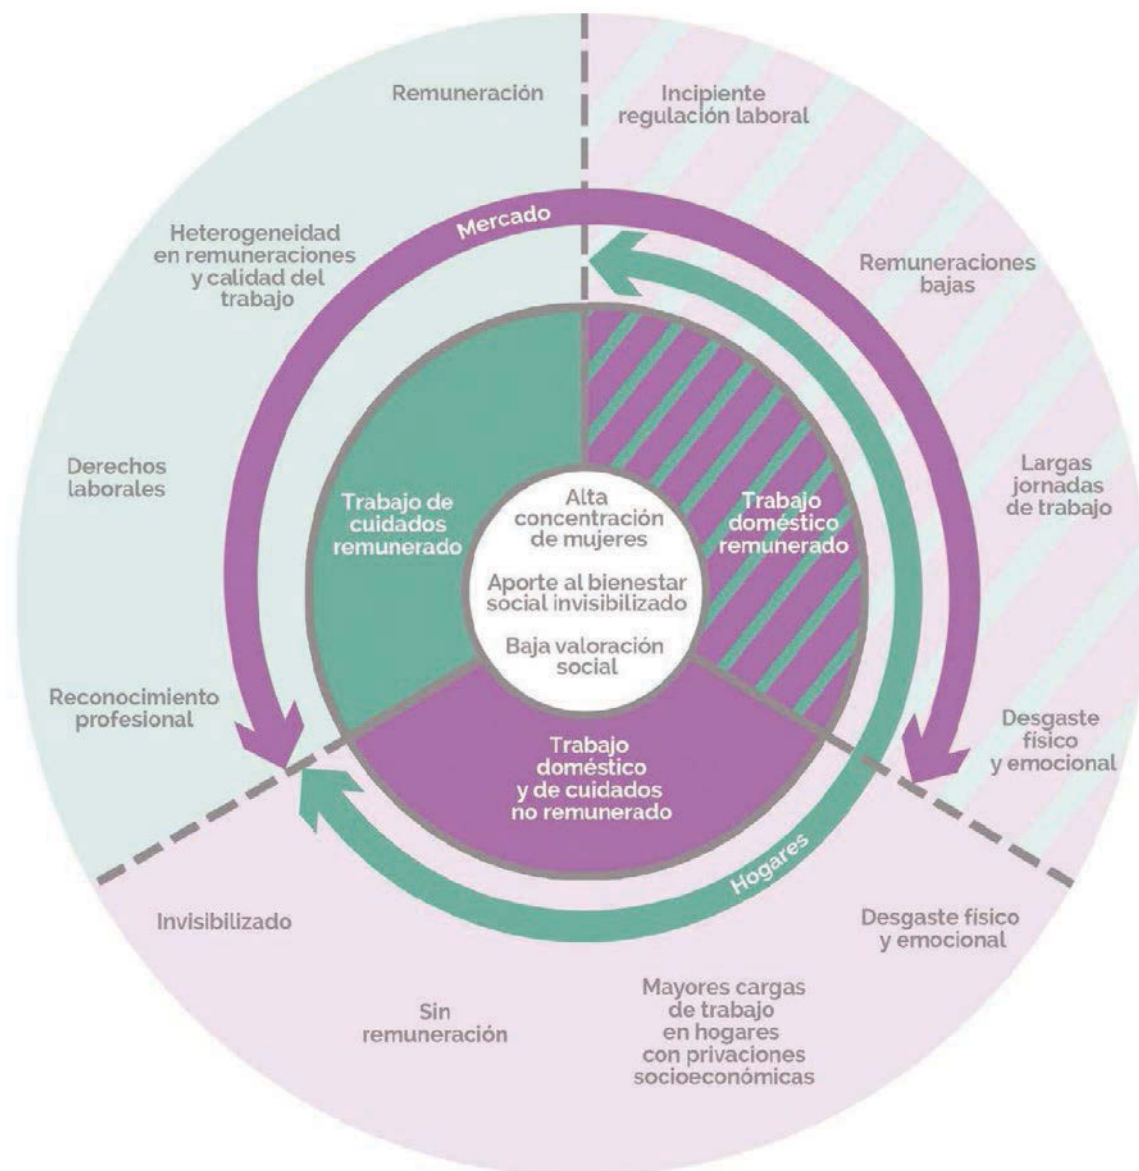 Remuneración
Incipiente
regulación laboral
Mercado
Heterogeneidad
en remuneraciones
y calidad del
trabajo
Remuneraciones
bajas
Derechos
laborales
Largas
jornadas
de trabajo
Trabajo de
cuidados
remunerado
Alta
concentración
de mujeres
Aporte al bienestar
social invisibilizado
Baja valoración
social
Trabajo
doméstico
remunerado
Reconocimiento
profesional
Desgaste
físico
y emocional
Trabajo
doméstico
y de cuidados
no remunerado
Hogares
Invisibilizado
Desgaste físico
y emocional
Sin
remuneración
Mayores cargas
de trabajo
en hogares
con privaciones
socioeconómicas